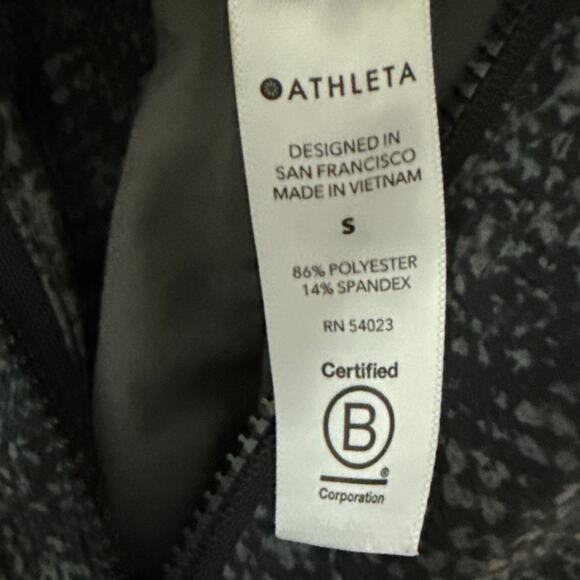 ATHLETA
DESIGNED IN
SAN FRANCISCO
MADE IN VIETNAM
S
86% POLYESTER
14% SPANDEX
RN 54023
Certified
B
®
Corporation